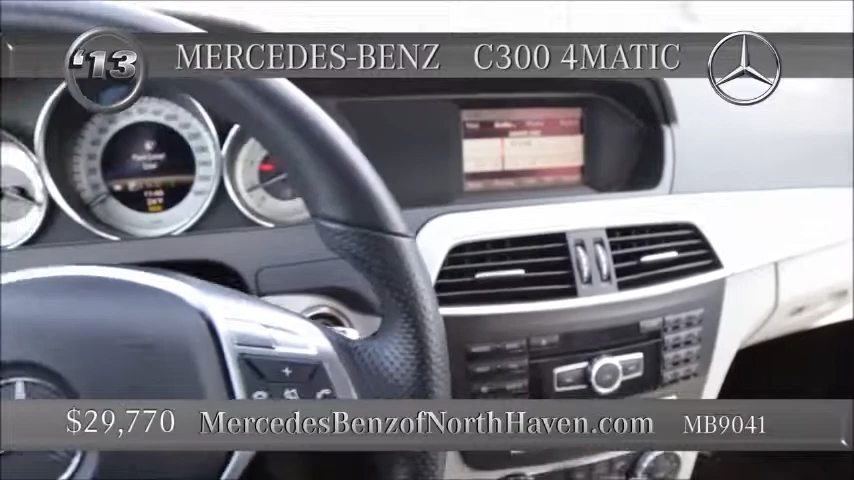 '13 MERCEDES-BENZ C300 4MATIC
$29,770 MercedesBenzofNorthHaven.com MB9041